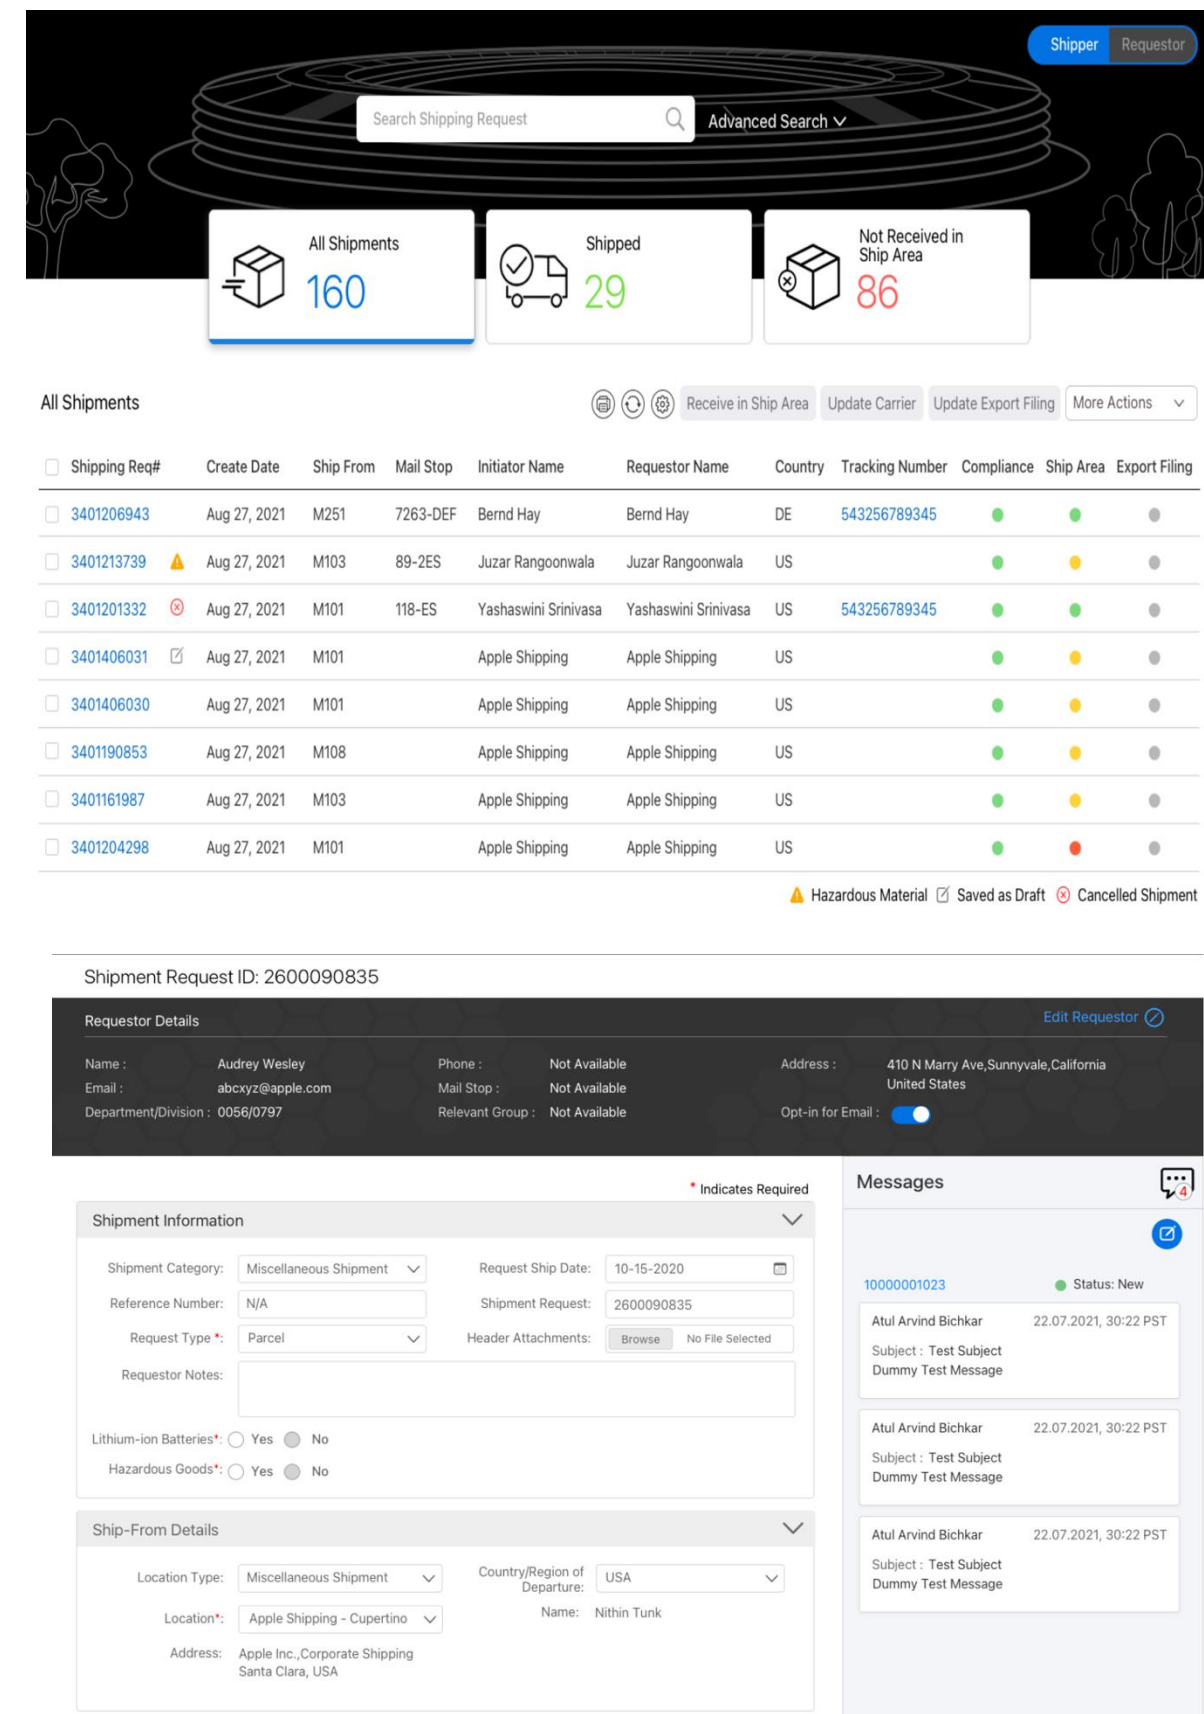 Shipper Requestor
Search Shipping Request Advanced Search
All Shipments
160
Shipped
29
Not Received in
Ship Area
86
All Shipments Receive in Ship Area Update Carrier Update Export Filing More Actions
Shipping Req# Create Date Ship From Mail Stop Initiator Name Requestor Name Country Tracking Number Compliance Ship Area Export Filing
3401206943 Aug 27, 2021 M251 7263-DEF Bernd Hay Bernd Hay DE 543256789345
3401213739 Aug 27, 2021 M103 89-2ES Juzar Rangoonwala Juzar Rangoonwala US
3401201332 Aug 27, 2021 M101 118-ES Yashaswini Srinivasa Yashaswini Srinivasa US 543256789345
3401406031 Aug 27, 2021 M101 Apple Shipping Apple Shipping US
3401406030 Aug 27, 2021 M101 Apple Shipping Apple Shipping US
3401190853 Aug 27, 2021 M108 Apple Shipping Apple Shipping US
3401161987 Aug 27, 2021 M103 Apple Shipping Apple Shipping US
3401204298 Aug 27, 2021 M101 Apple Shipping Apple Shipping US
Hazardous Material Saved as Draft Cancelled Shipment
Shipment Request ID: 2600090835
Requestor Details Edit Requestor
Name : Audrey Wesley Phone : Not Available Address : 410 N Marry Ave,Sunnyvale,California
Email : abcxyz@apple.com Mail Stop : Not Available United States
Department/Division : 0056/0797 Relevant Group : Not Available Opt-in for Email :
* Indicates Required
Shipment Information
Shipment Category: Miscellaneous Shipment Request Ship Date: 10-15-2020
Reference Number: N/A Shipment Request: 2600090835
Request Type *: Parcel Header Attachments: Browse No File Selected
Requestor Notes:
Lithium-ion Batteries*: Yes No
Hazardous Goods*: Yes No
Ship-From Details
Location Type: Miscellaneous Shipment Country/Region of
Departure: USA
Location*: Apple Shipping - Cupertino Name: Nithin Tunk
Address: Apple Inc.,Corporate Shipping
Santa Clara, USA
Messages 4
10000001023 Status: New
Atul Arvind Bichkar 22.07.2021, 30:22 PST
Subject : Test Subject
Dummy Test Message
Atul Arvind Bichkar 22.07.2021, 30:22 PST
Subject : Test Subject
Dummy Test Message
Atul Arvind Bichkar 22.07.2021, 30:22 PST
Subject : Test Subject
Dummy Test Message